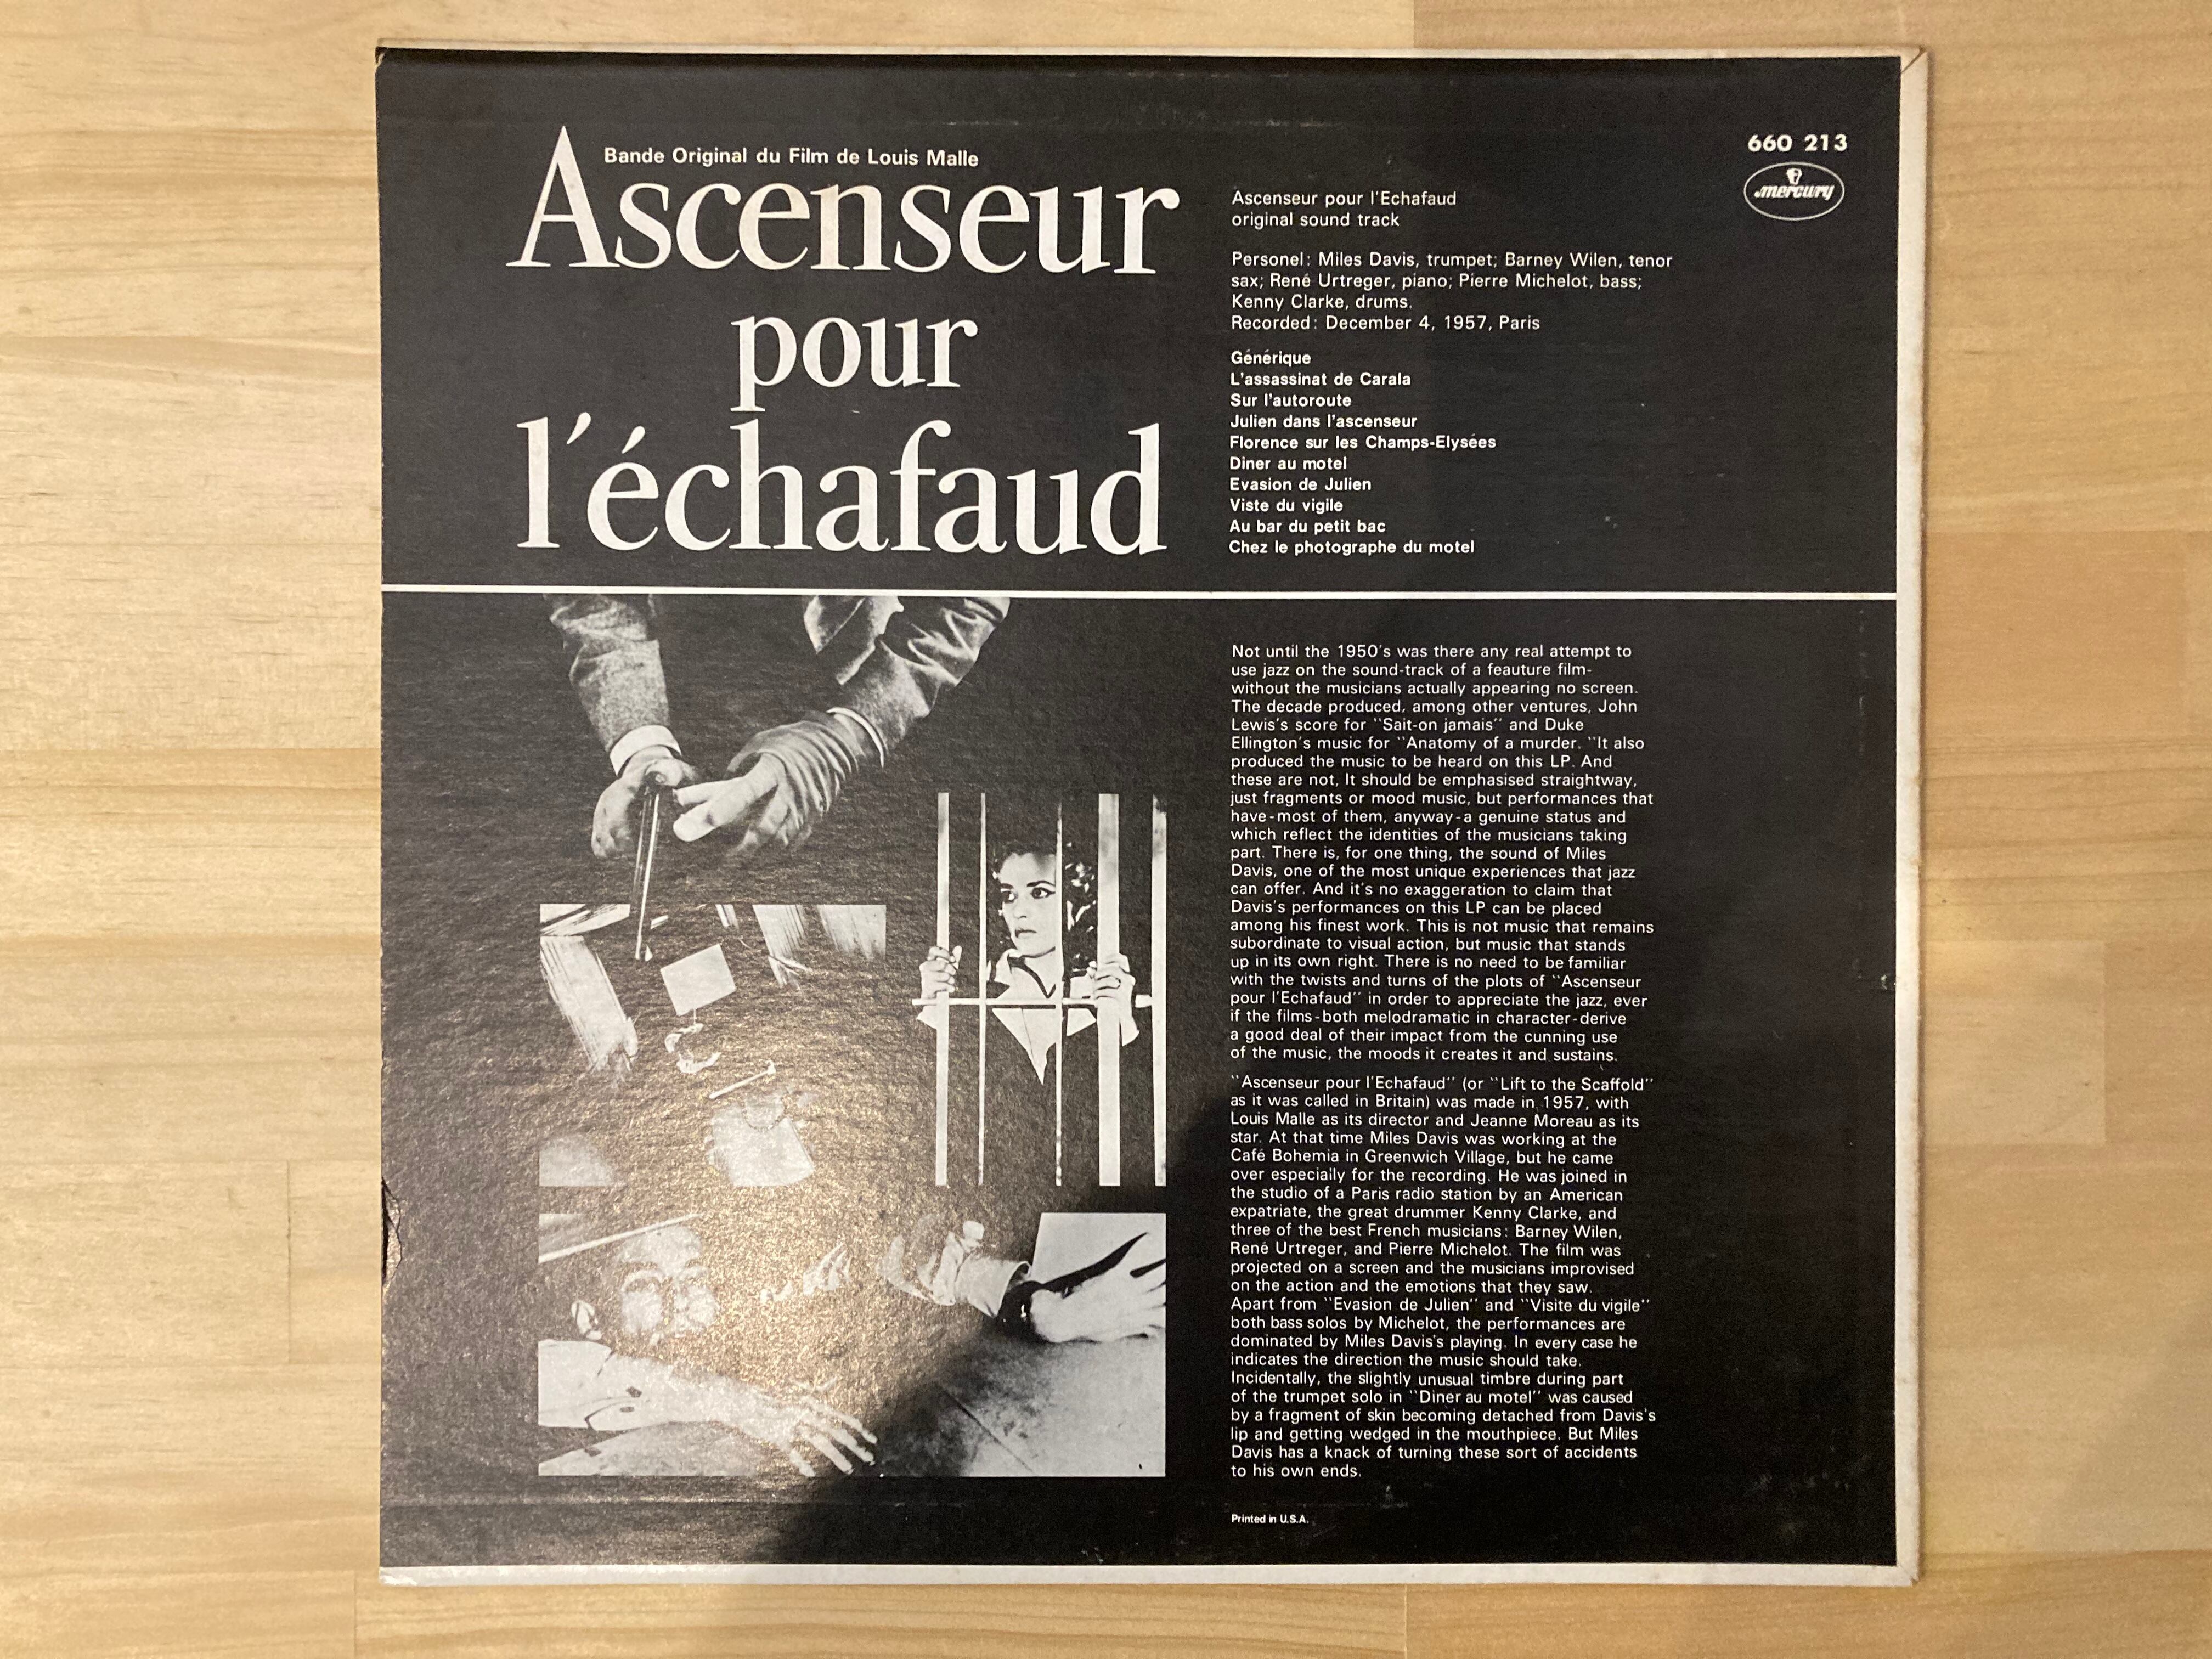 Bande Original du Film de Louis Malle
Ascenseur
pour
l'échafaud
660 213
mercury
Ascenseur pour l'Echafaud
original sound track
Personel: Miles Davis, trumpet; Barney Wilen, tenor
sax; René Urtreger, piano; Pierre Michelot, bass;
Kenny Clarke, drums.
Recorded: December 4, 1957, Paris
Générique
L'assassinat de Carala
Sur l'autoroute
Julien dans l'ascenseur
Florence sur les Champs-Elysées
Diner au motel
Evasion de Julien
Viste du vigile
Au bar du petit bac
Chez le photographe du motel
Not until the 1950's was there any real attempt to
use jazz on the sound-track of a feauture film-
without the musicians actually appearing no screen.
The decade produced, among other ventures, John
Lewis's score for "Sait-on jamais" and Duke
Ellington's music for "Anatomy of a murder. "It also
produced the music to be heard on this LP. And
these are not, It should be emphasised straightway,
just fragments or mood music, but performances that
have-most of them, anyway-a genuine status and
which reflect the identities of the musicians taking
part. There is, for one thing, the sound of Miles
Davis, one of the most unique experiences that jazz
can offer. And it's no exaggeration to claim that
Davis's performances on this LP can be placed
among his finest work. This is not music that remains
subordinate to visual action, but music that stands
up in its own right. There is no need to be familiar
with the twists and turns of the plots of "Ascenseur
pour l'Echafaud" in order to appreciate the jazz, ever
if the films-both melodramatic in character-derive
a good deal of their impact from the cunning use
of the music, the moods it creates it and sustains.
"Ascenseur pour l'Echafaud" (or "Lift to the Scaffold"
as it was called in Britain) was made in 1957, with
Louis Malle as its director and Jeanne Moreau as its
star. At that time Miles Davis was working at the
Café Bohemia in Greenwich Village, but he came
over especially for the recording. He was joined in
the studio of a Paris radio station by an American
expatriate, the great drummer Kenny Clarke, and
three of the best French musicians: Barney Wilen,
René Urtreger, and Pierre Michelot. The film was
projected on a screen and the musicians improvised
on the action and the emotions that they saw.
Apart from "Evasion de Julien" and "Visite du vigile"
both bass solos by Michelot, the performances are
dominated by Miles Davis's playing. In every case he
indicates the direction the music should take.
Incidentally, the slightly unusual timbre during part
of the trumpet solo in "Diner au motel" was caused
by a fragment of skin becoming detached from Davis's
lip and getting wedged in the mouthpiece. But Miles
Davis has a knack of turning these sort of accidents
to his own ends.
Printed in U.S.A.